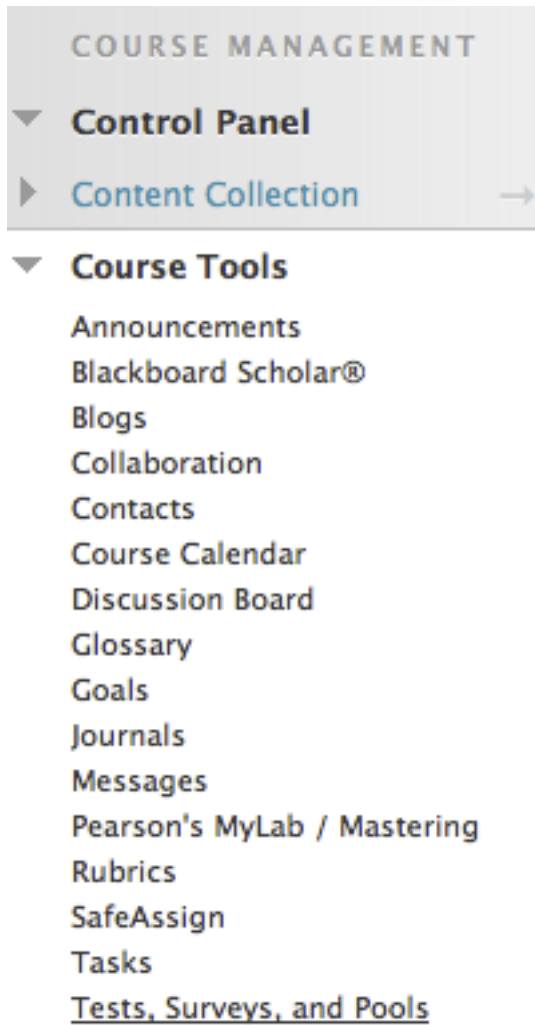 COURSE MANAGEMENT
Control Panel
Content Collection
Course Tools
Announcements
Blackboard Scholar®
Blogs
Collaboration
Contacts
Course Calendar
Discussion Board
Glossary
Goals
Journals
Messages
Pearson's MyLab / Mastering
Rubrics
SafeAssign
Tasks
Tests, Surveys, and Pools